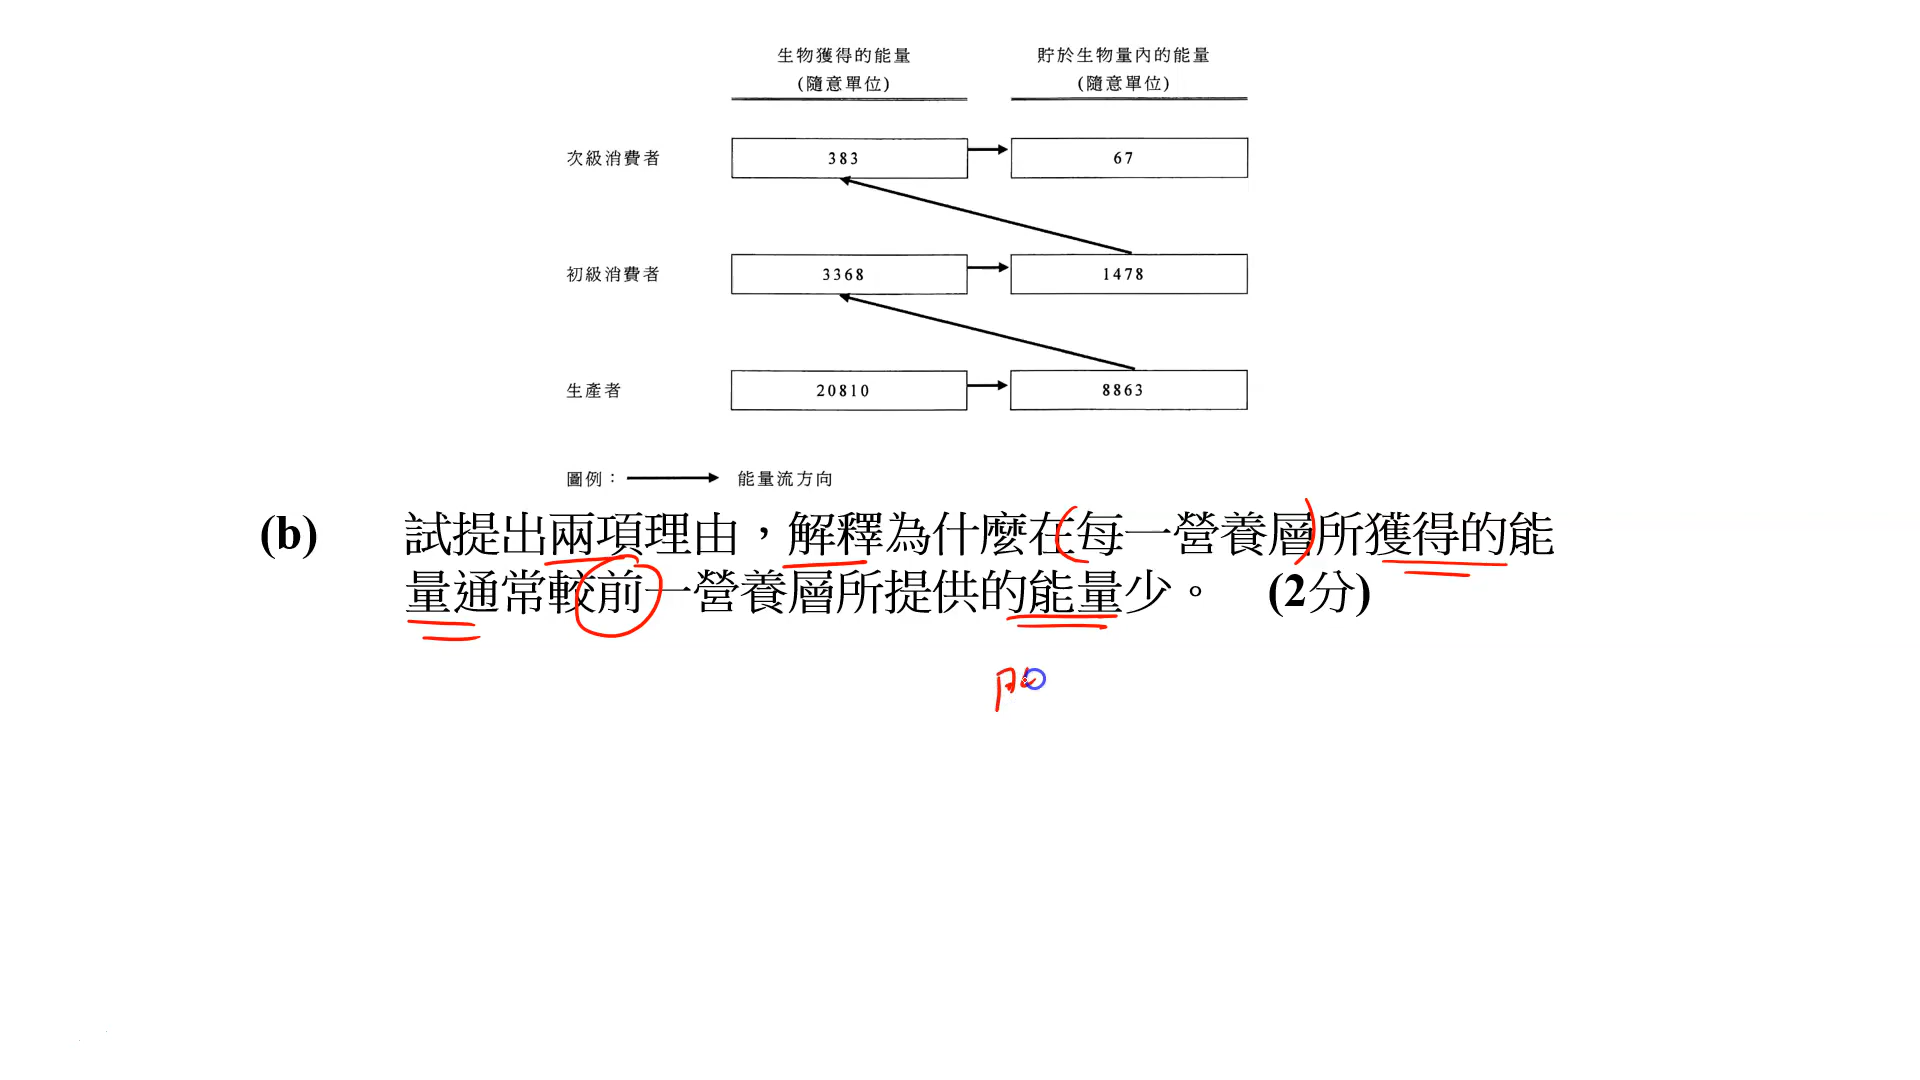 生物獲得的能量 貯於生物量內的能量
(隨意單位) (隨意單位)
次級消費者 383 67
初級消費者 3368 1478
生產者 20810 8863
圖例： 能量流方向
(b) 試提出兩項理由，解釋為什麼在每一營養層所獲得的能
量通常較前一營養層所提供的能量少。 (2分)